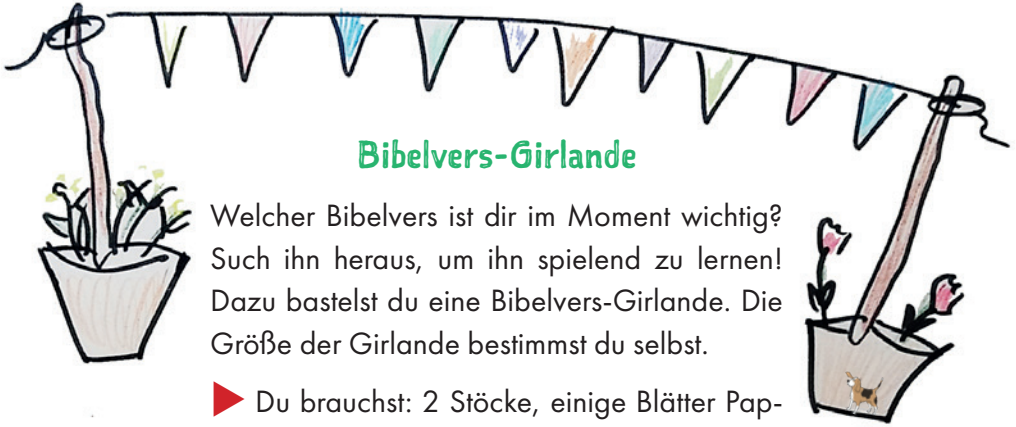 Bibelvers-Girlande
Welcher Bibelvers ist dir im Moment wichtig?
Such ihn heraus, um ihn spielend zu lernen!
Dazu bastelst du eine Bibelvers-Girlande. Die
Größe der Girlande bestimmst du selbst.
Du brauchst: 2 Stöcke, einige Blätter Pap-